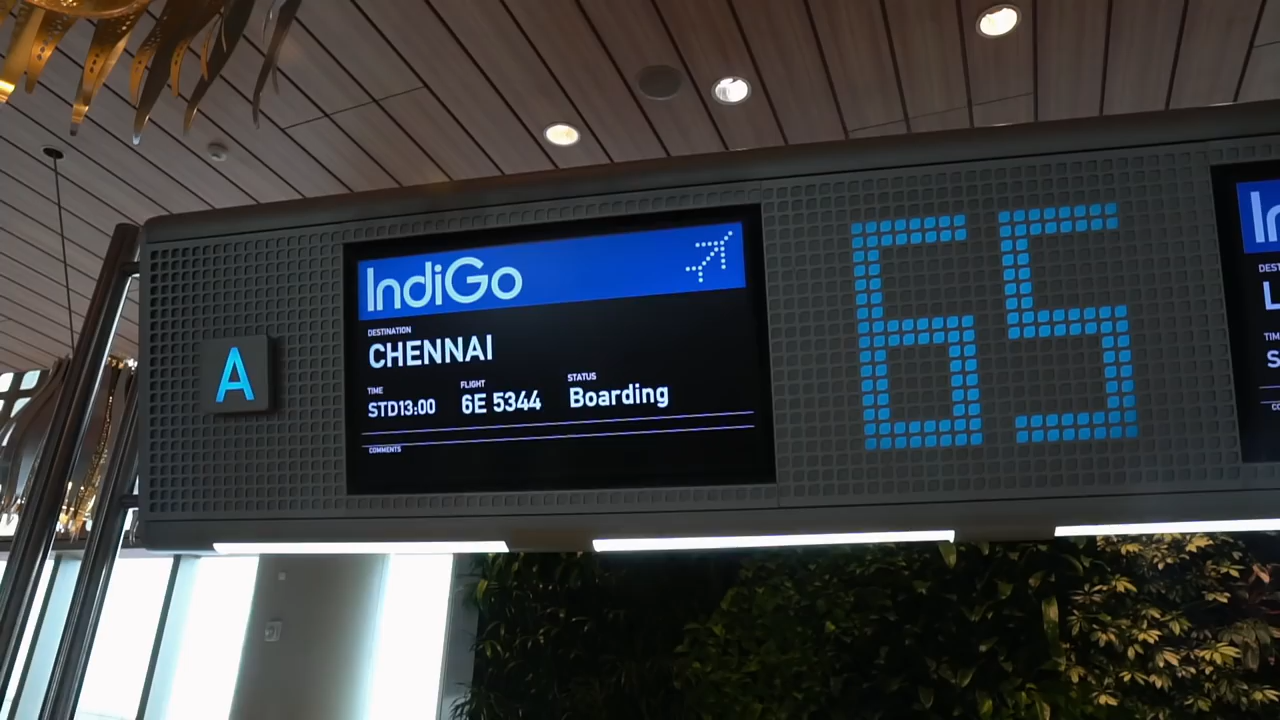 A
IndiGo
DESTINATION
CHENNAI
TIME FLIGHT STATUS
STD13:00 6E 5344 Boarding
COMMENTS
65